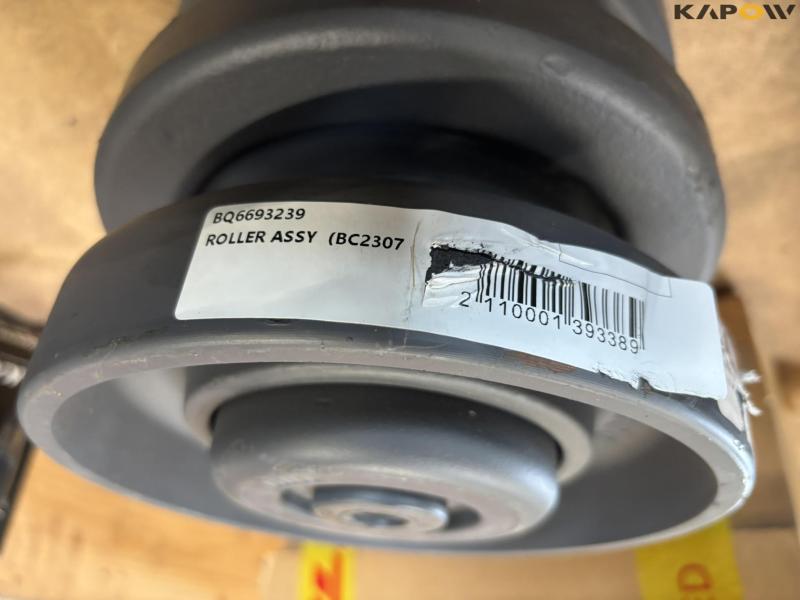 KAPOW
BQ6693239
ROLLER ASSY (BC2307
2 110001 393389